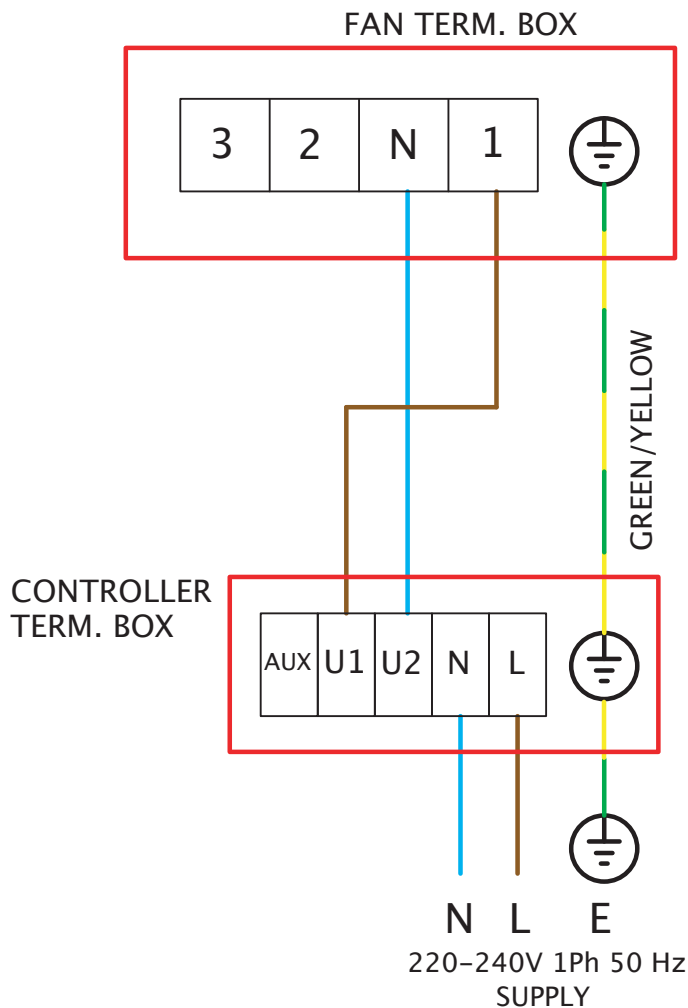 FAN TERM. BOX
3 2 N 1
GREEN/YELLOW
CONTROLLER
TERM. BOX
AUX U1 U2 N L
N L E
220-240V 1Ph 50 Hz
SUPPLY